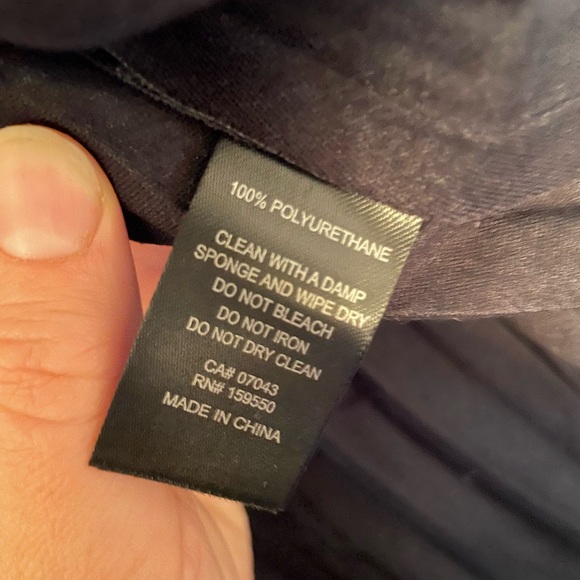 100% POLYURETHANE
CLEAN WITH A DAMP
SPONGE AND WIPE DRY
DO NOT BLEACH
DO NOT IRON
DO NOT DRY CLEAN
CA# 07043
RN# 159550
MADE IN CHINA